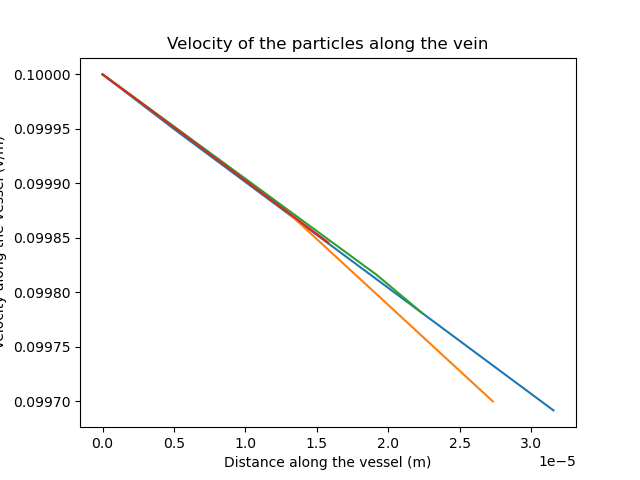 Velocity of the particles along the vein
0.10000
0.09995
0.09990
0.09985
0.09980
0.09975
0.09970
along the vessel
0.0 0.5 1.0 1.5 2.0 2.5 3.0
1e−5
Distance along the vessel (m)